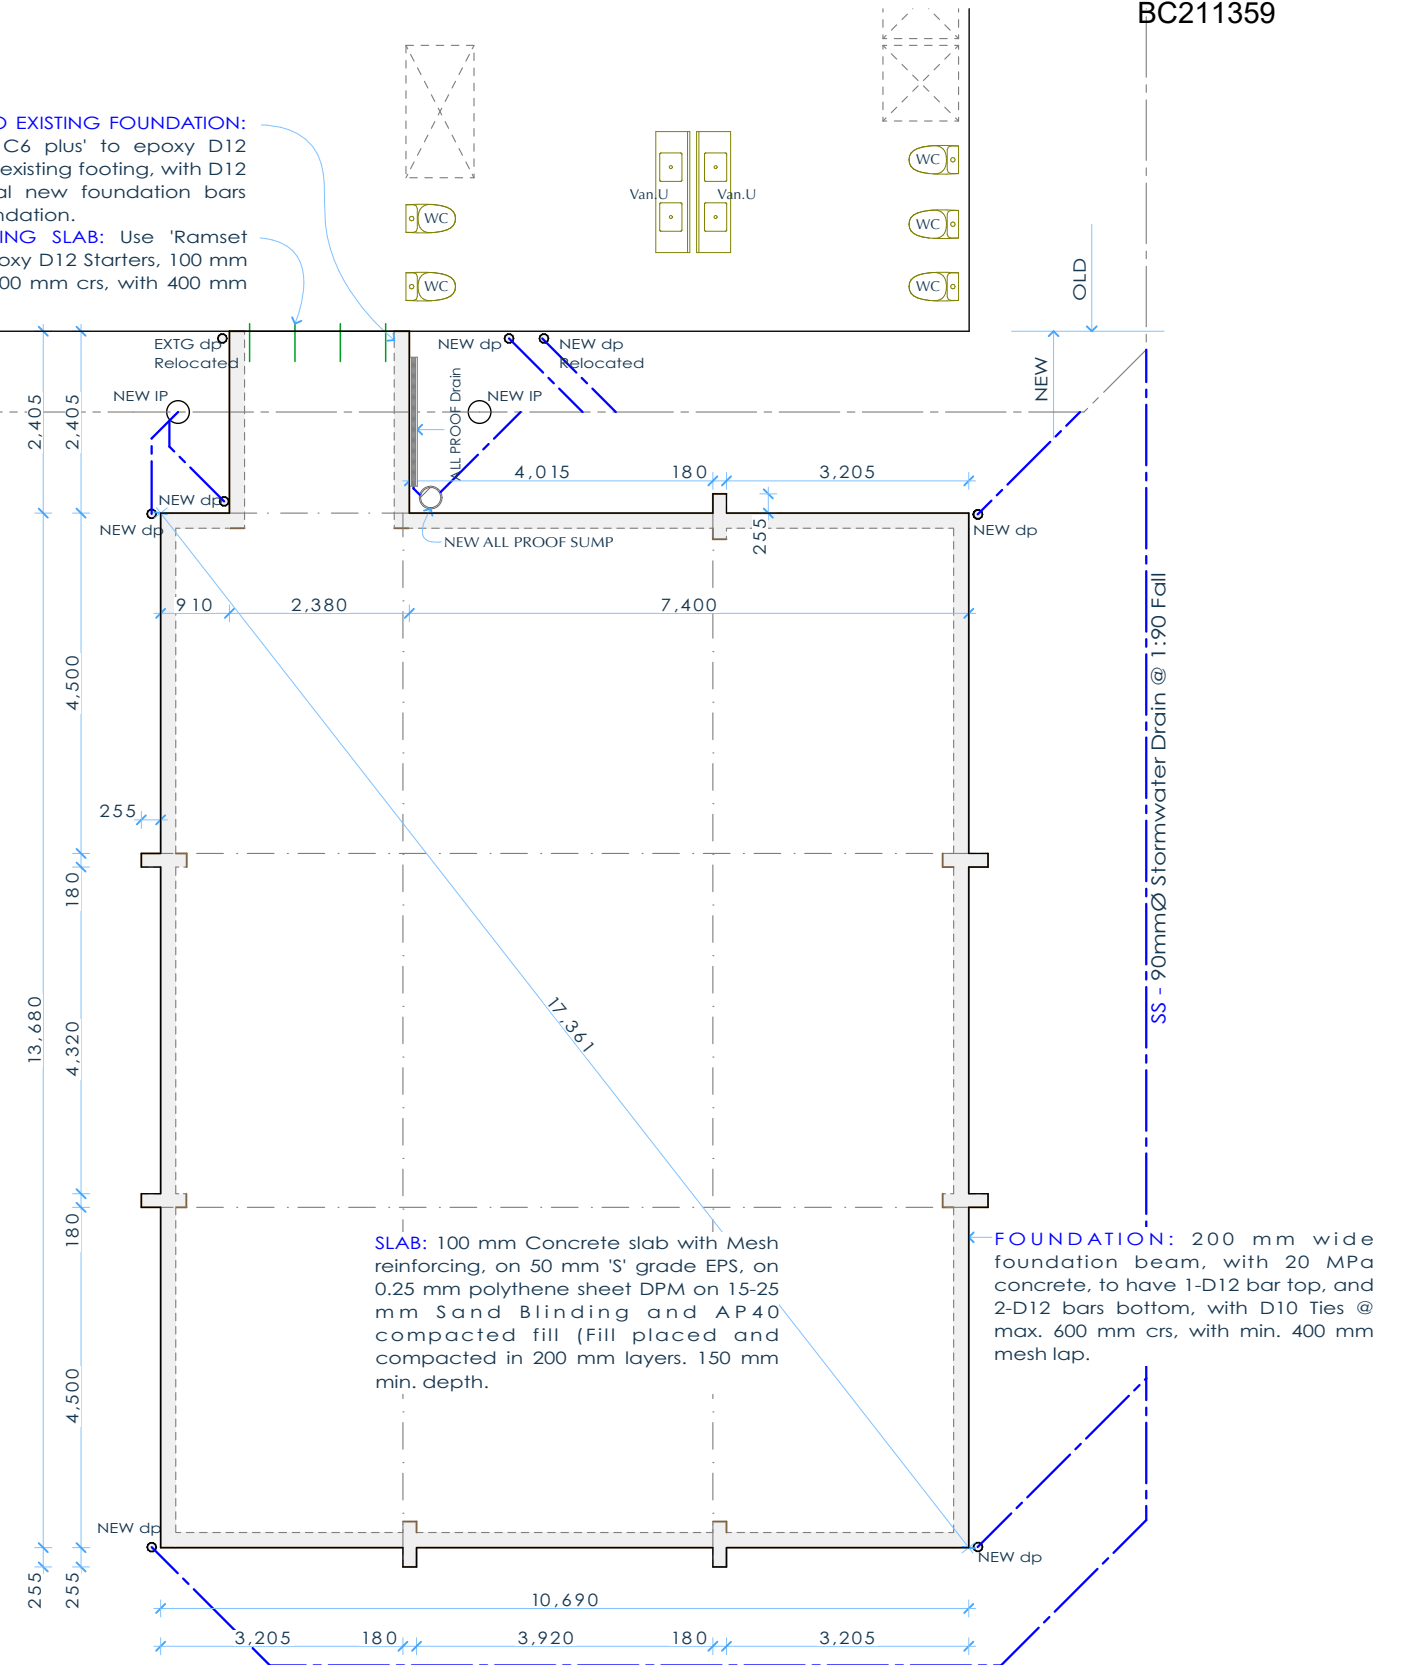 BC211359
O EXISTING FOUNDATION:
C6 plus' to epoxy D12
existing footing, with D12
al new foundation bars
ndation.
ING SLAB: Use 'Ramset
oxy D12 Starters, 100 mm
00 mm crs, with 400 mm
WC
WC
Van.U
Van.U
WC
WC
WC
OLD
NEW
EXTG dp
Relocated
NEW dp
NEW dp
Relocated
NEW IP
NEW IP
ALL PROOF Drain
2,405
2,405
4,015
180
3,205
NEW dp
NEW dp
NEW dp
NEW ALL PROOF SUMP
255
910
2,380
7,400
SS - 90mmØ Stormwater Drain @ 1:90 Fall
4,500
255
180
13,680
4,320
17,361
180
SLAB: 100 mm Concrete slab with Mesh
reinforcing, on 50 mm 'S' grade EPS, on
0.25 mm polythene sheet DPM on 15-25
mm Sand Blinding and AP40
compacted fill (Fill placed and
compacted in 200 mm layers. 150 mm
min. depth.
FOUNDATION: 200 mm wide
foundation beam, with 20 MPa
concrete, to have 1-D12 bar top, and
2-D12 bars bottom, with D10 Ties @
max. 600 mm crs, with min. 400 mm
mesh lap.
4,500
NEW dp
NEW dp
255
255
10,690
3,205
180
3,920
180
3,205